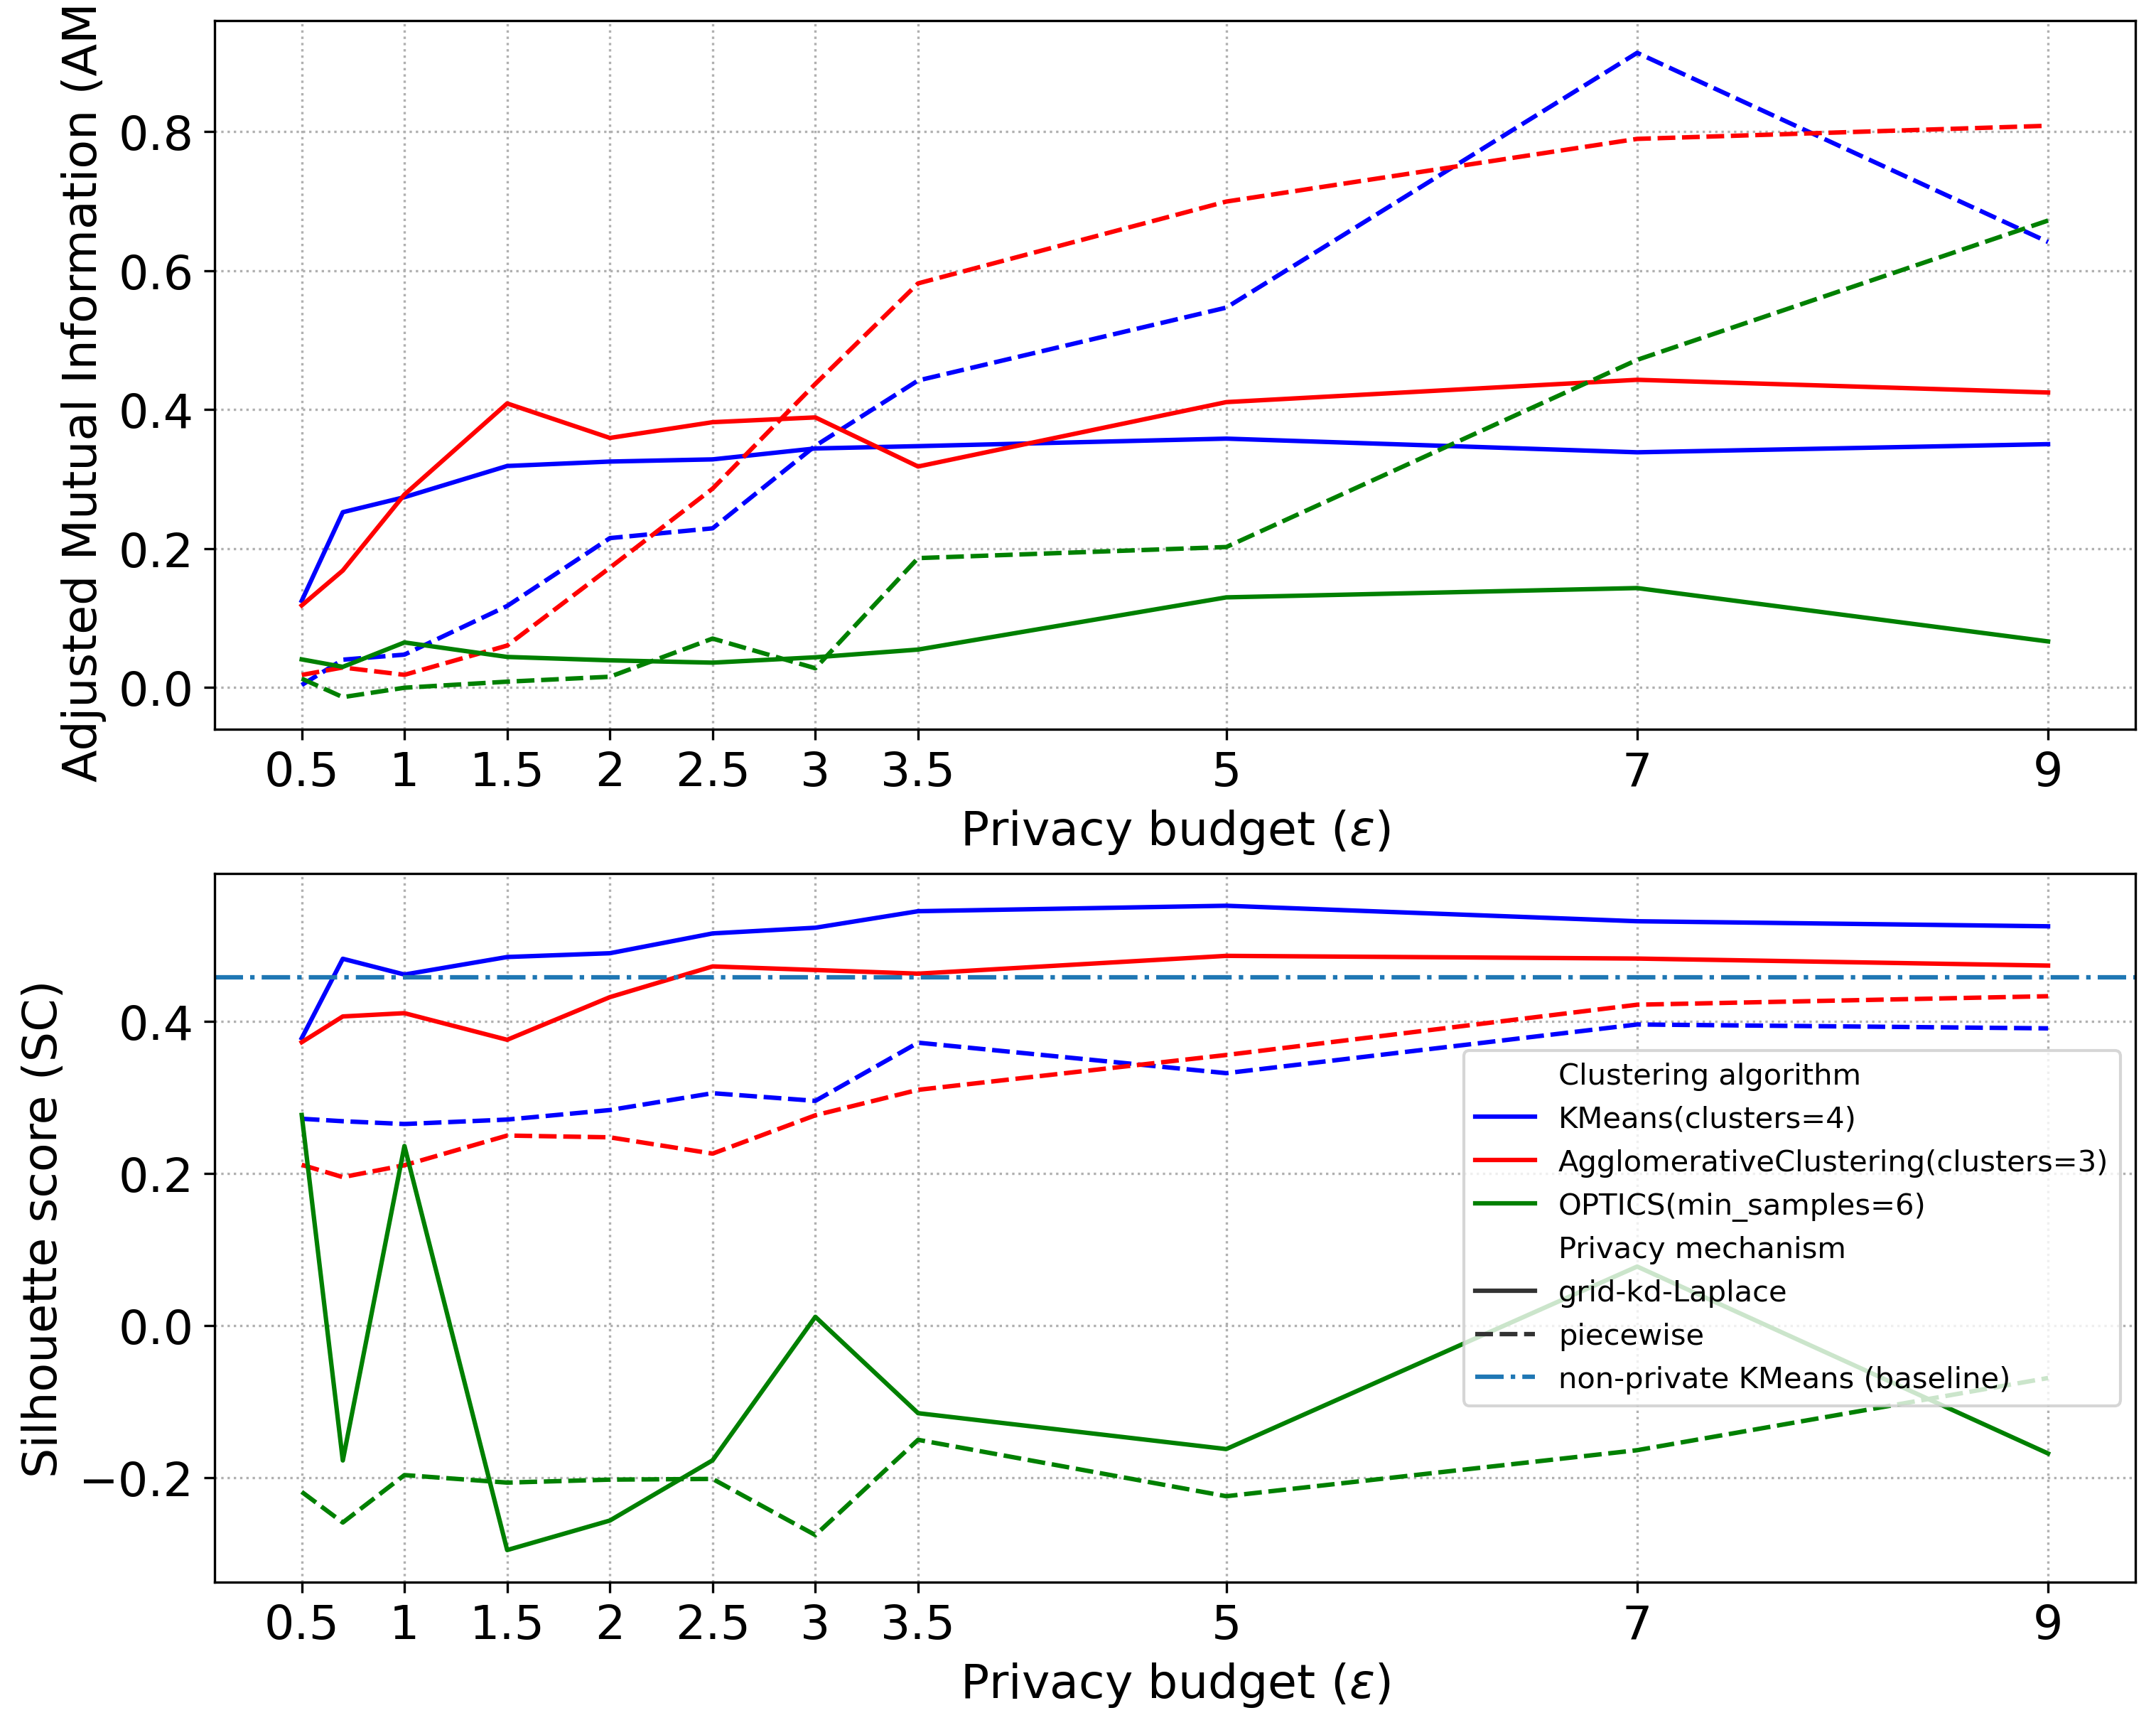 Adjusted Mutual Information (AM
0.8
0.6
0.4
0.2
0.0
0.5 1 1.5 2 2.5 3 3.5 5 7 9
Privacy budget (ε)
Silhouette score (SC)
0.4
0.2
0.0
−0.2
Clustering algorithm
KMeans(clusters=4)
AgglomerativeClustering(clusters=3)
OPTICS(min_samples=6)
Privacy mechanism
grid-kd-Laplace
piecewise
non-private KMeans (baseline)
0.5 1 1.5 2 2.5 3 3.5 5 7 9
Privacy budget (ε)